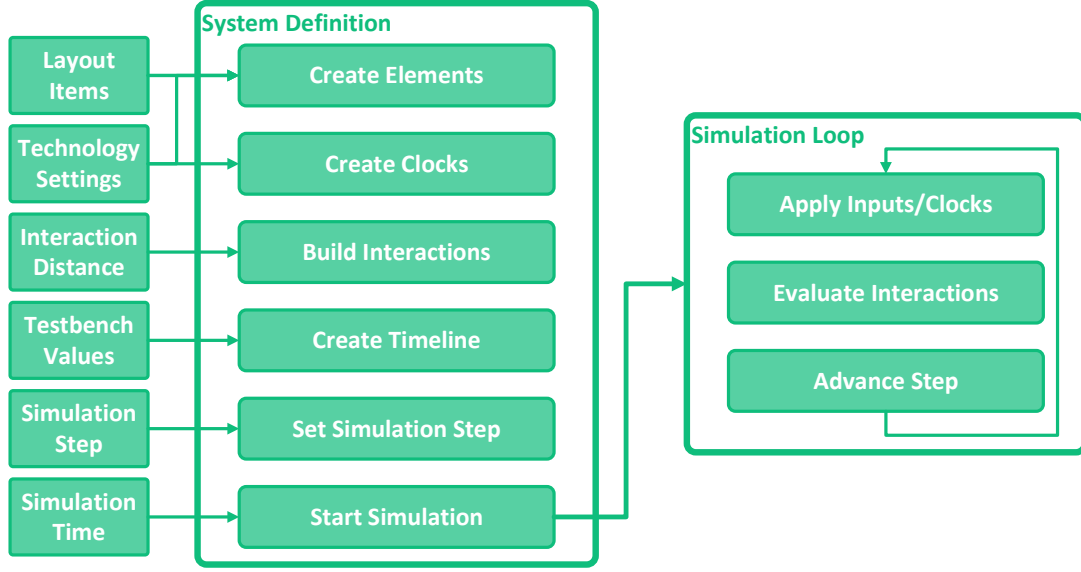 System Definition
Layout
Items
Create Elements
Technology
Settings
Create Clocks
Interaction
Distance
Build Interactions
Testbench
Values
Create Timeline
Simulation
Step
Set Simulation Step
Simulation
Time
Start Simulation
Simulation Loop
Apply Inputs/Clocks
Evaluate Interactions
Advance Step